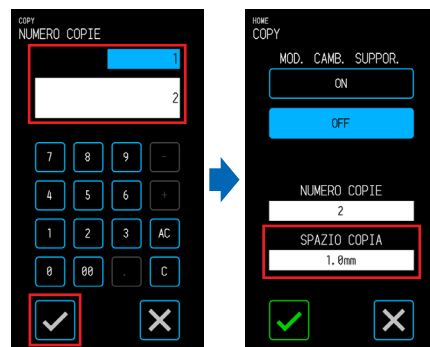 COPY
NUMERO COPIE
1
2
7 8 9 -
4 5 6 +
1 2 3 AC
0 00 . C
HOME
COPY
MOD. CAMB. SUPPOR.
ON
OFF
NUMERO COPIE
2
SPAZIO COPIA
1.0mm